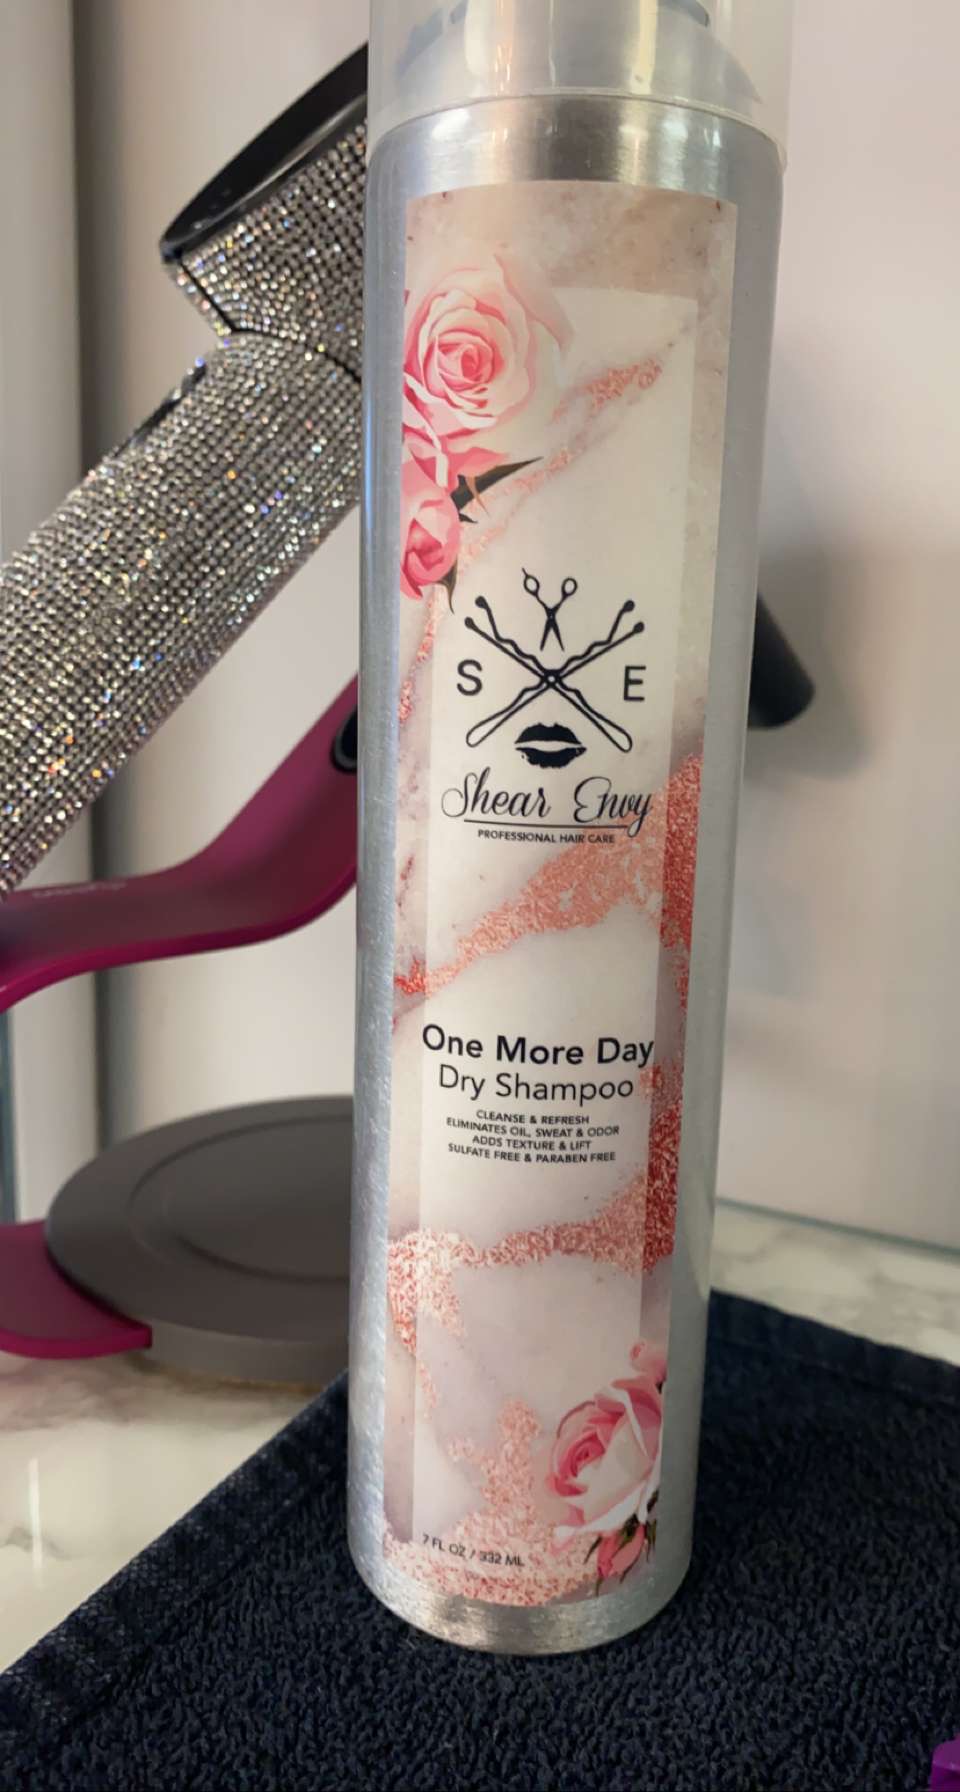 S E
Shear Envy
PROFESSIONAL HAIR CARE
One More Day
Dry Shampoo
CLEANSE & REFRESH
ELIMINATES OIL, SWEAT & ODOR
ADDS TEXTURE & LIFT
SULFATE FREE & PARABEN FREE
7 FL OZ / 332 ML